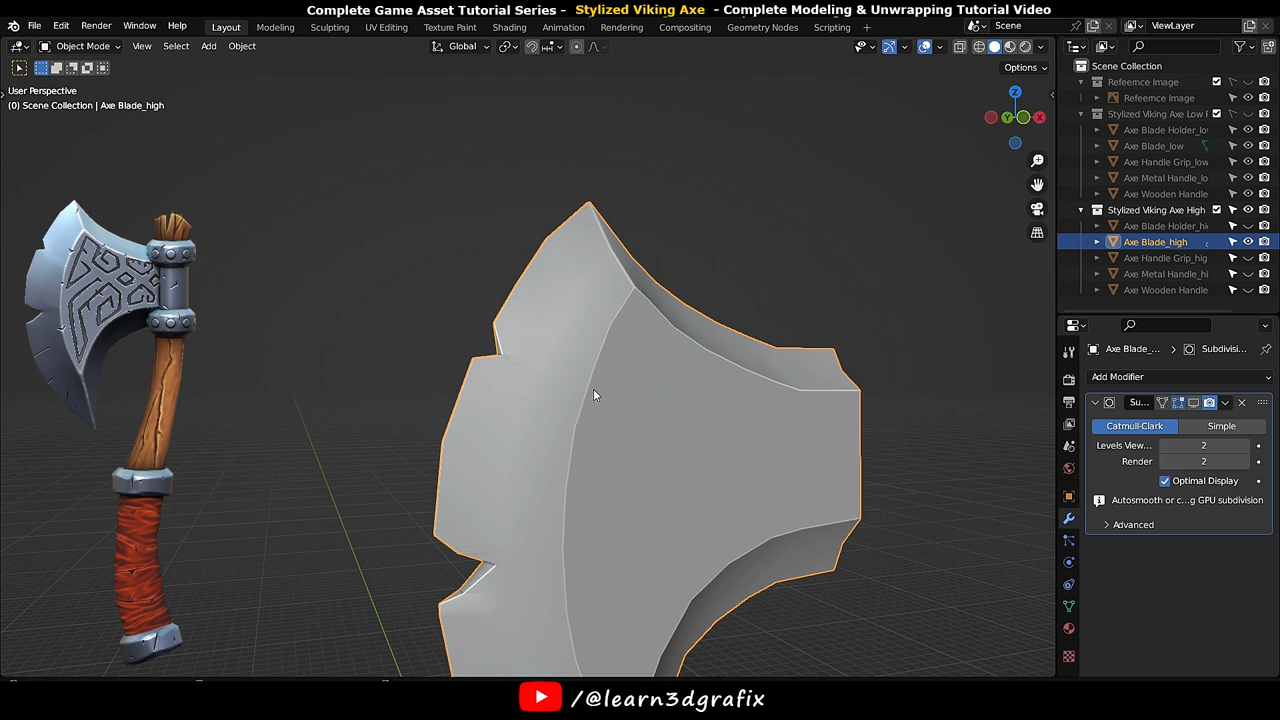 Complete Game Asset Tutorial Series - Stylized Viking Axe - Complete Modeling & Unwrapping Tutorial Video
File Edit Render Window Help Layout Modeling Sculpting UV Editing Texture Paint Shading Animation Rendering Compositing Geometry Nodes Scripting Scene ViewLayer
Object Mode View Select Add Object Global
Options
User Perspective
(0) Scene Collection | Axe Blade_high
Z
Y
X
Scene Collection
Refeernce Image
Refeernce Image
Stylized Viking Axe Low P
Axe Blade Holder_lo
Axe Blade_low
Axe Handle Grip_low
Axe Metal Handle_lo
Axe Wooden Handle
Stylized Viking Axe High
Axe Blade Holder_hi
Axe Blade_high
Axe Handle Grip_hig
Axe Metal Handle_hi
Axe Wooden Handle
Axe Blade_... Subdivisi...
Add Modifier
Su...
Catmull-Clark Simple
Levels View... 2
Render 2
Optimal Display
Autosmooth or c...g GPU subdivision
Advanced
/@learn3dgrafix